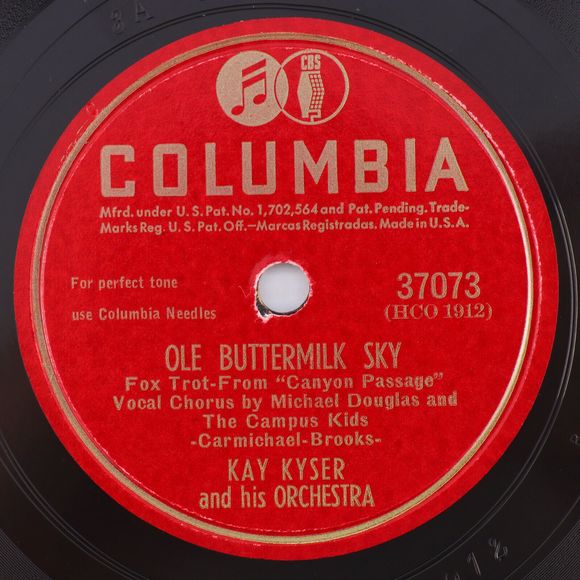 3A
CBS
COLUMBIA
Mfrd. under U.S. Pat. No. 1,702,564 and Pat. Pending. Trade-
Marks Reg. U.S. Pat. Off.—Marcas Registradas. Made in U.S.A.
For perfect tone
use Columbia Needles
37073
(HCO 1912)
OLE BUTTERMILK SKY
Fox Trot-From "Canyon Passage"
Vocal Chorus by Michael Douglas and
The Campus Kids
-Carmichael-Brooks-
KAY KYSER
and his ORCHESTRA